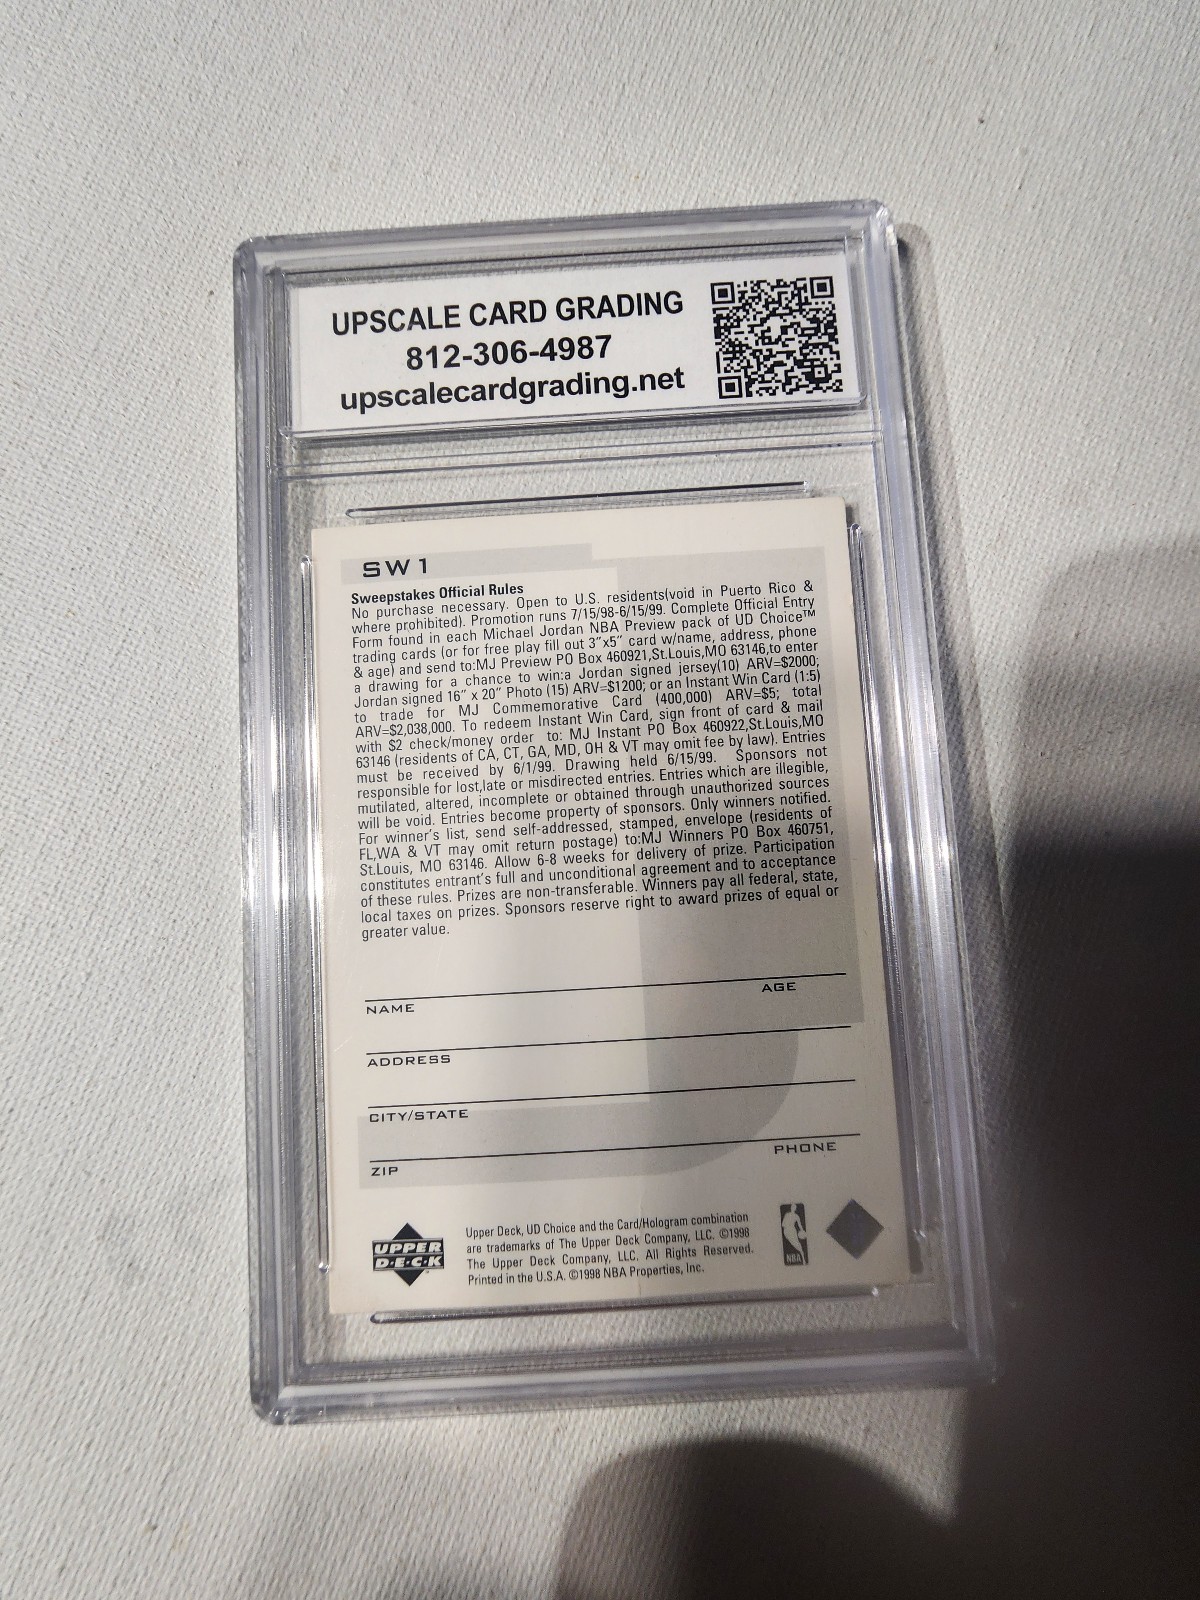 UPSCALE CARD GRADING
812-306-4987
upscalecardgrading.net
SW1
Sweepstakes Official Rules
No purchase necessary. Open to U.S. residents(void in Puerto Rico &
where prohibited). Promotion runs 7/15/98-6/15/99. Complete Official Entry
Form found in each Michael Jordan NBA Preview pack of UD Choice™
trading cards (or for free play fill out 3"x5" card w/name, address, phone
& age) and send to:MJ Preview PO Box 460921,St.Louis,MO 63146,to enter
a drawing for a chance to win:a Jordan signed jersey(10) ARV=$2000;
Jordan signed 16" x 20" Photo (15) ARV=$1200; or an Instant Win Card (1:5)
to trade for MJ Commemorative Card (400,000) ARV=$5; total
ARV=$2,038,000. To redeem Instant Win Card, sign front of card & mail
with $2 check/money order to: MJ Instant PO Box 460922,St.Louis,MO
63146 (residents of CA, CT, GA, MD, OH & VT may omit fee by law). Entries
must be received by 6/1/99. Drawing held 6/15/99. Sponsors not
responsible for lost,late or misdirected entries. Entries which are illegible,
mutilated, altered, incomplete or obtained through unauthorized sources
will be void. Entries become property of sponsors. Only winners notified.
For winner's list, send self-addressed, stamped, envelope (residents of
FL,WA & VT may omit return postage) to:MJ Winners PO Box 460751,
St.Louis, MO 63146. Allow 6-8 weeks for delivery of prize. Participation
constitutes entrant's full and unconditional agreement and to acceptance
of these rules. Prizes are non-transferable. Winners pay all federal, state,
local taxes on prizes. Sponsors reserve right to award prizes of equal or
greater value.
NAME AGE
ADDRESS
CITY/STATE
ZIP PHONE
UPPER
D·E·C·K
Upper Deck, UD Choice and the Card/Hologram combination
are trademarks of The Upper Deck Company, LLC. ©1998
The Upper Deck Company, LLC. All Rights Reserved.
Printed in the U.S.A. ©1998 NBA Properties, Inc.
NBA